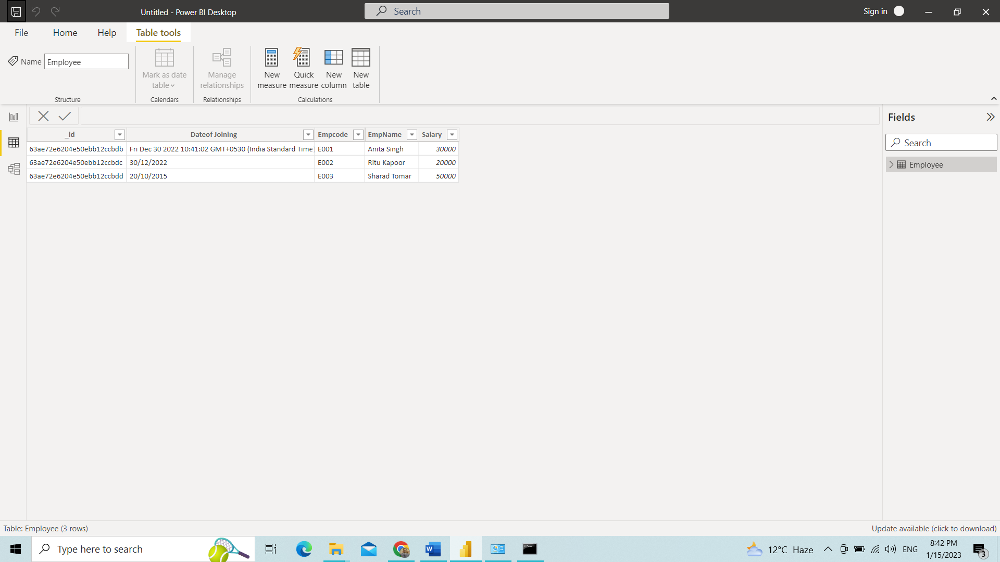 Untitled - Power BI Desktop
Search
Sign in
File
Home
Help
Table tools
Name
Employee
Mark as date
table
Manage
relationships
New
measure
Quick
measure
New
column
New
table
Structure
Calendars
Relationships
Calculations
Fields
Search
Employee
_id Dateof Joining Empcode EmpName Salary
63ae72e6204e50ebb12ccbdb Fri Dec 30 2022 10:41:02 GMT+0530 (India Standard Time E001 Anita Singh 30000
63ae72e6204e50ebb12ccbdc 30/12/2022 E002 Ritu Kapoor 20000
63ae72e6204e50ebb12ccbdd 20/10/2015 E003 Sharad Tomar 50000
Table: Employee (3 rows)
Update available (click to download)
Type here to search
12°C Haze
ENG
8:42 PM
1/15/2023
3